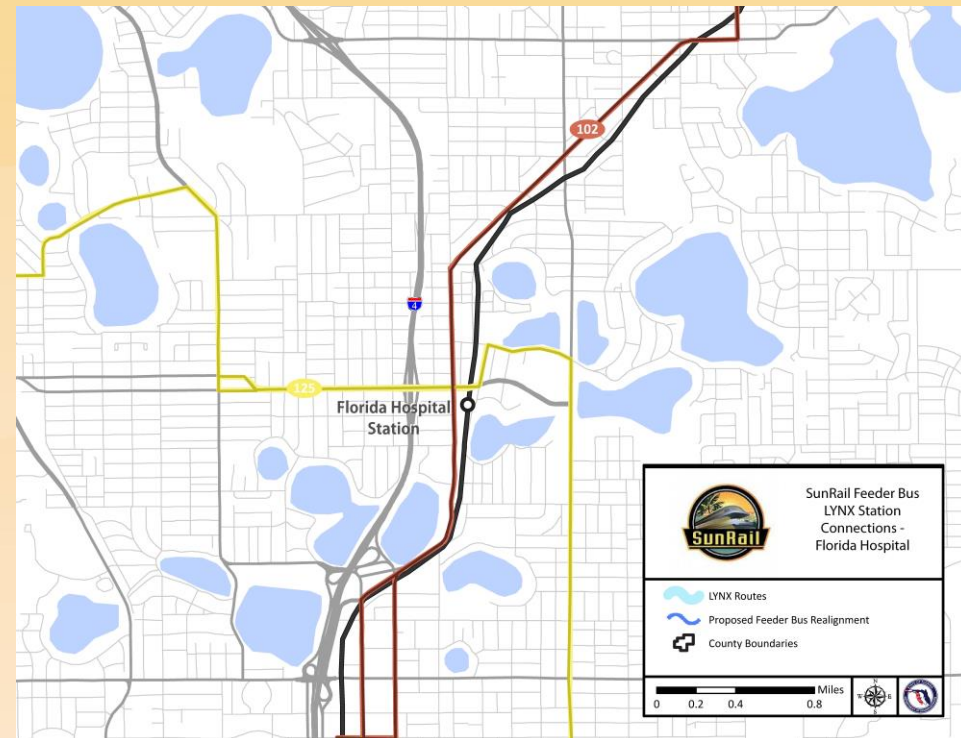 102
4
125
Florida Hospital
Station
SunRail
SunRail Feeder Bus
LYNX Station
Connections -
Florida Hospital
LYNX Routes
Proposed Feeder Bus Realignment
County Boundaries
Miles
0 0.2 0.4 0.8
N
S